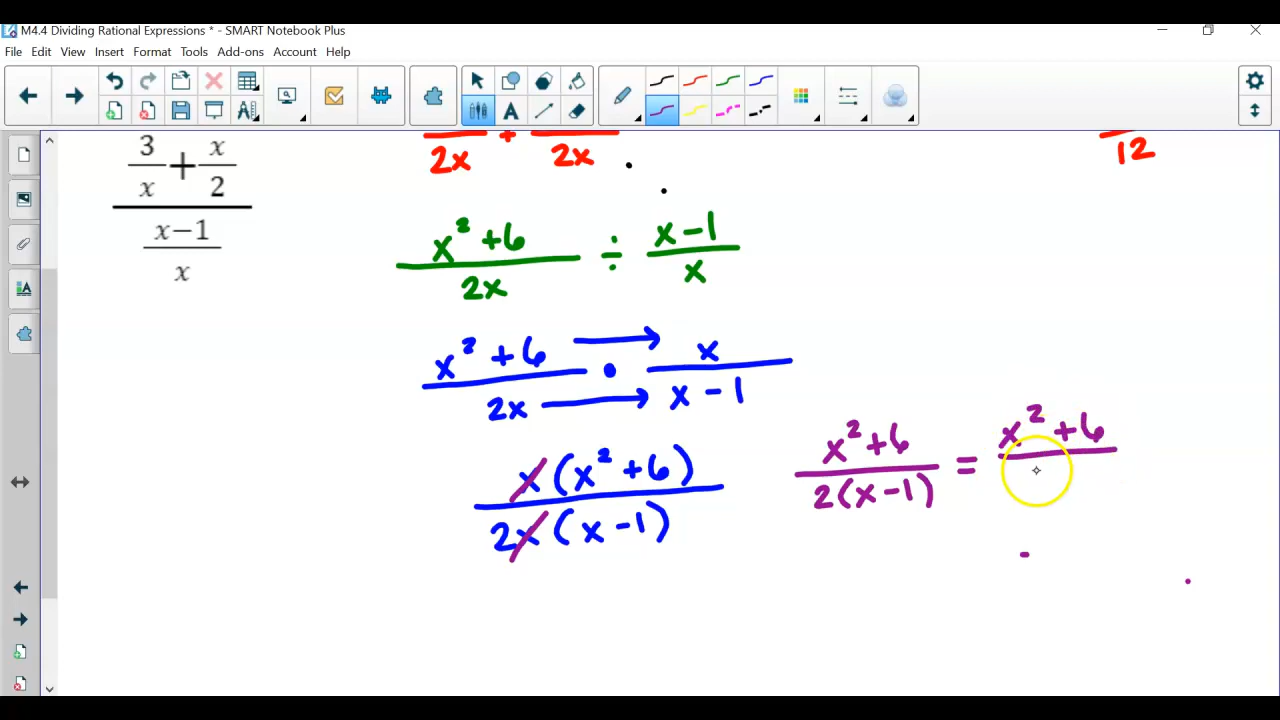 M4.4 Dividing Rational Expressions * - SMART Notebook Plus
File Edit View Insert Format Tools Add-ons Account Help
3/x + x/2
x-1/x
2x + 2x
12
x² + 6 / 2x ÷ x - 1 / x
x² + 6 / 2x • x / x - 1
x(x² + 6) / 2x(x - 1)
x² + 6 / 2(x - 1) = x² + 6